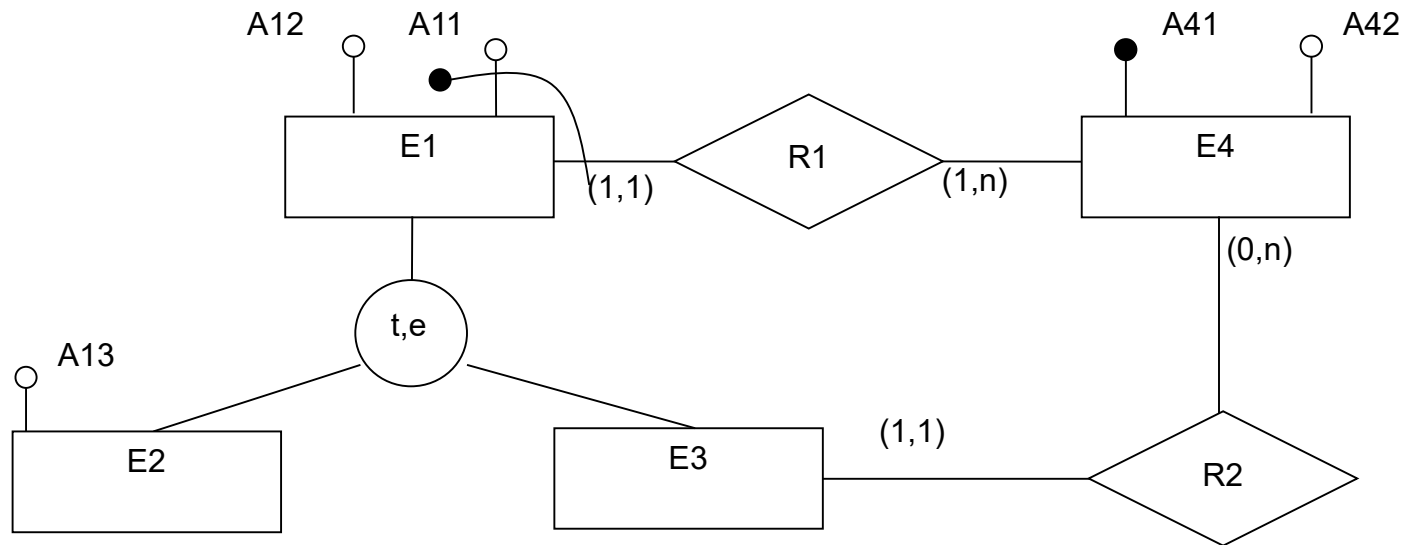 A12
A11
A41
A42
E1
R1
E4
(1,1)
(1,n)
(0,n)
t,e
A13
(1,1)
E2
E3
R2